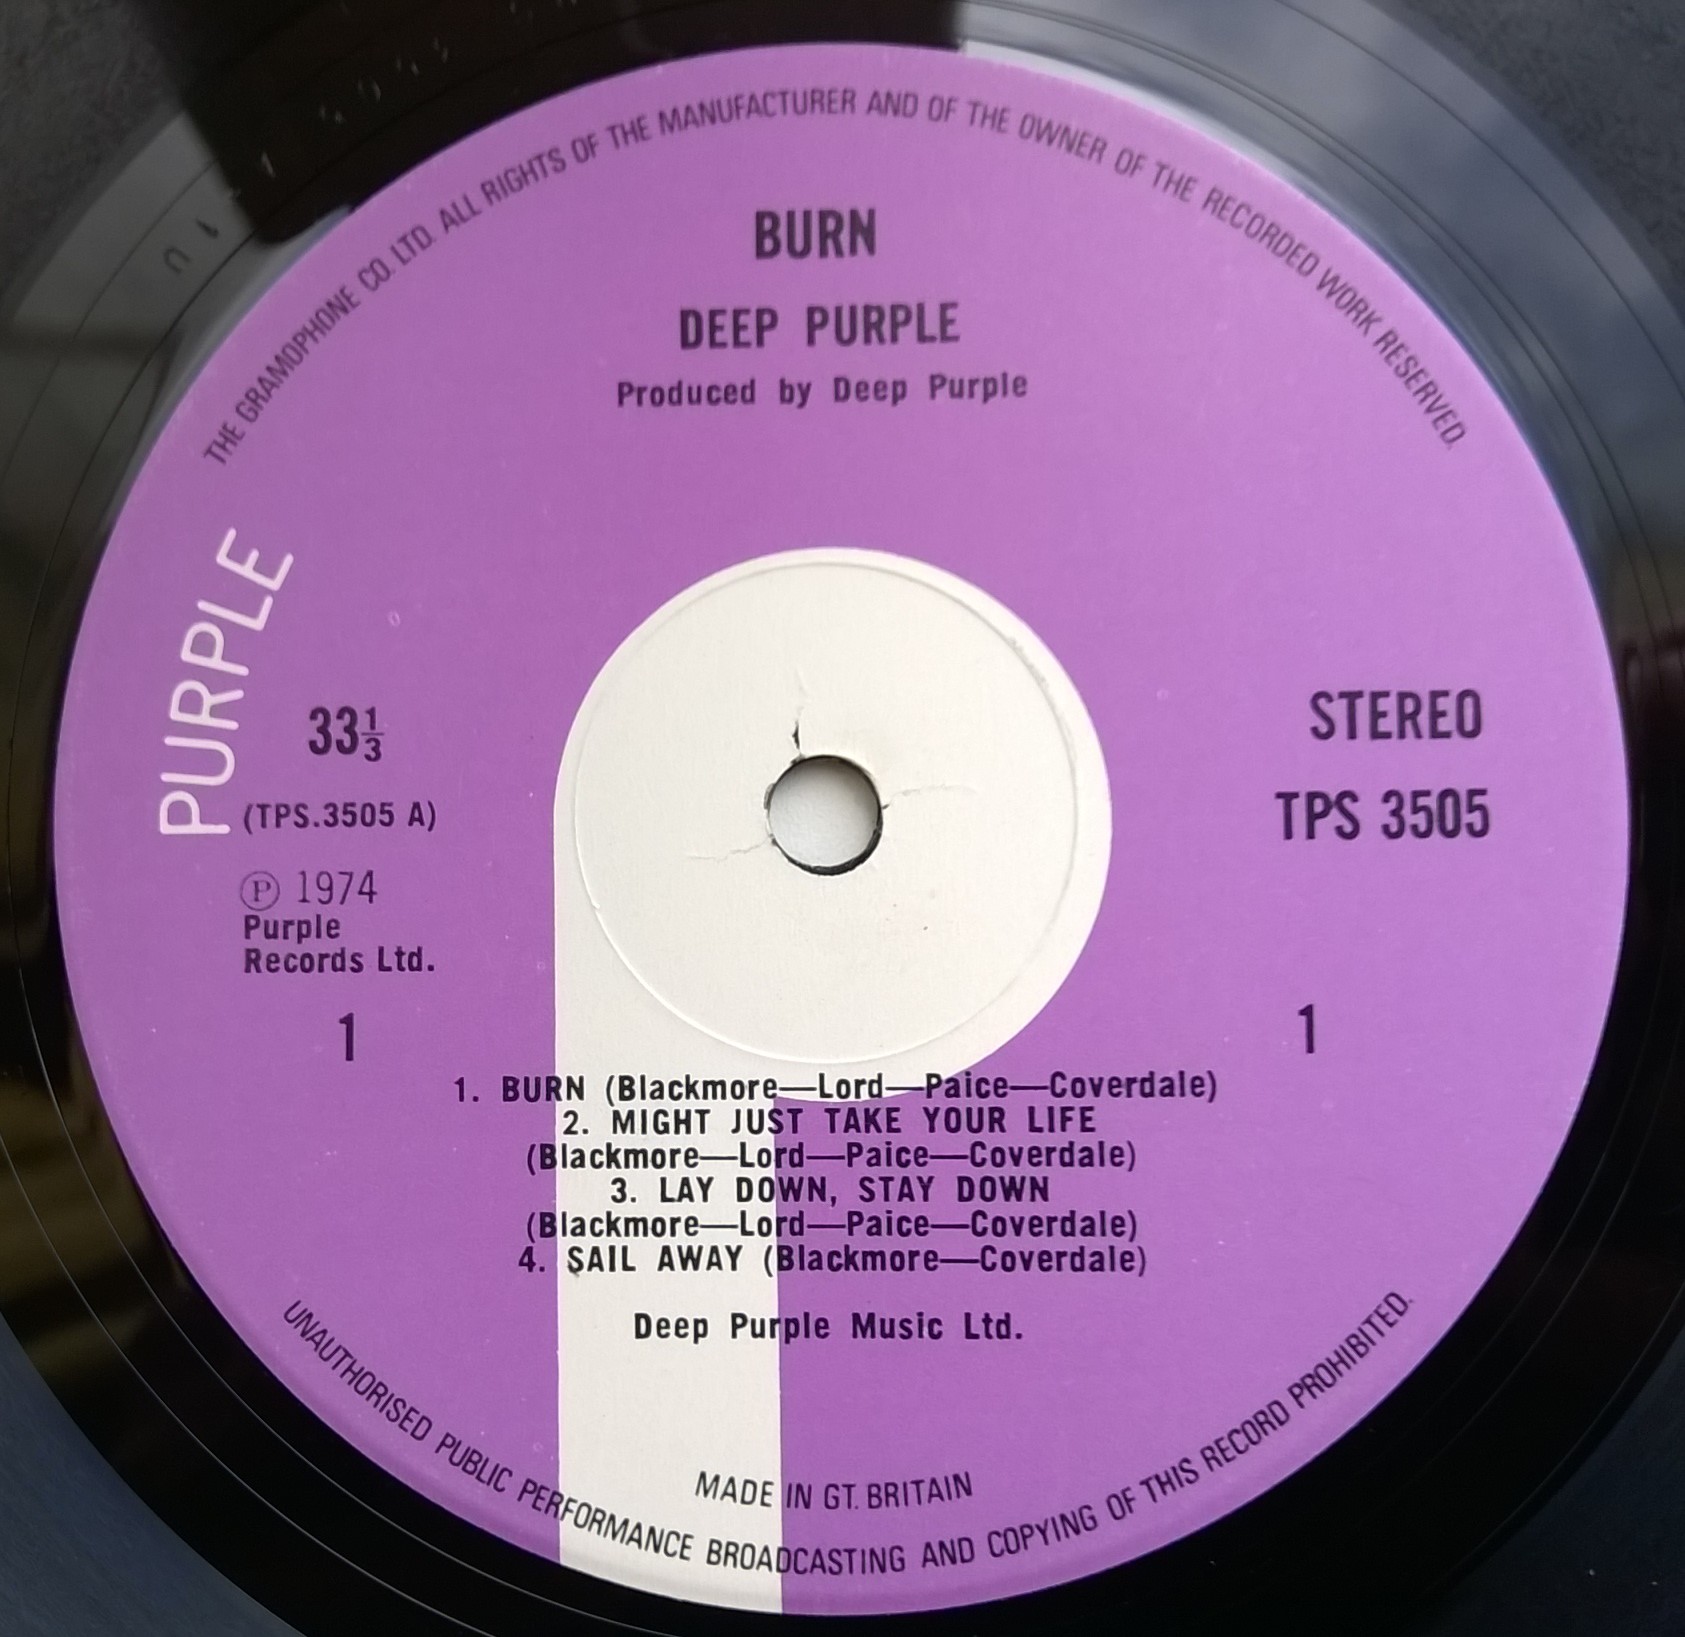 THE GRAMOPHONE CO. LTD. ALL RIGHTS OF THE MANUFACTURER AND OF THE OWNER OF THE RECORDED WORK RESERVED.
BURN
DEEP PURPLE
Produced by Deep Purple
PURPLE
33⅓
(TPS.3505 A)
Ⓟ 1974
Purple
Records Ltd.
1
STEREO
TPS 3505
1
1. BURN (Blackmore—Lord—Paice—Coverdale)
2. MIGHT JUST TAKE YOUR LIFE
(Blackmore—Lord—Paice—Coverdale)
3. LAY DOWN, STAY DOWN
(Blackmore—Lord—Paice—Coverdale)
4. SAIL AWAY (Blackmore—Coverdale)
Deep Purple Music Ltd.
MADE IN GT. BRITAIN
UNAUTHORISED PUBLIC PERFORMANCE BROADCASTING AND COPYING OF THIS RECORD PROHIBITED.